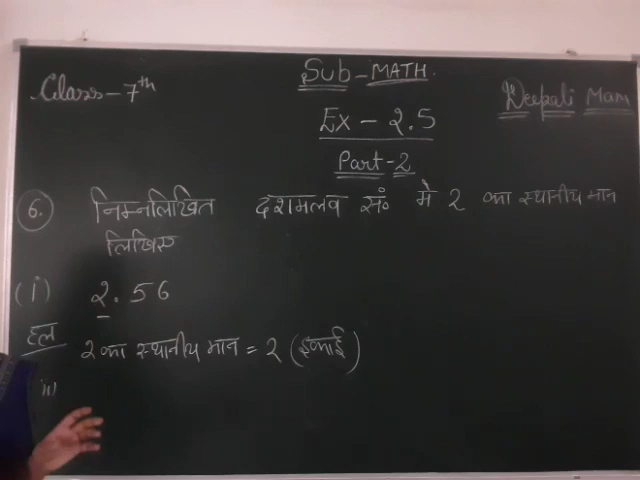 Class-7th
Sub-MATH.
Deepali Mam
Ex - 2.5
Part-2
6. निम्नलिखित दशमलव सं० मे 2 का स्थानीय मान
लिखिए
(i) 2.56
हल
2 का स्थानीय मान = 2 (इकाई)
ii)